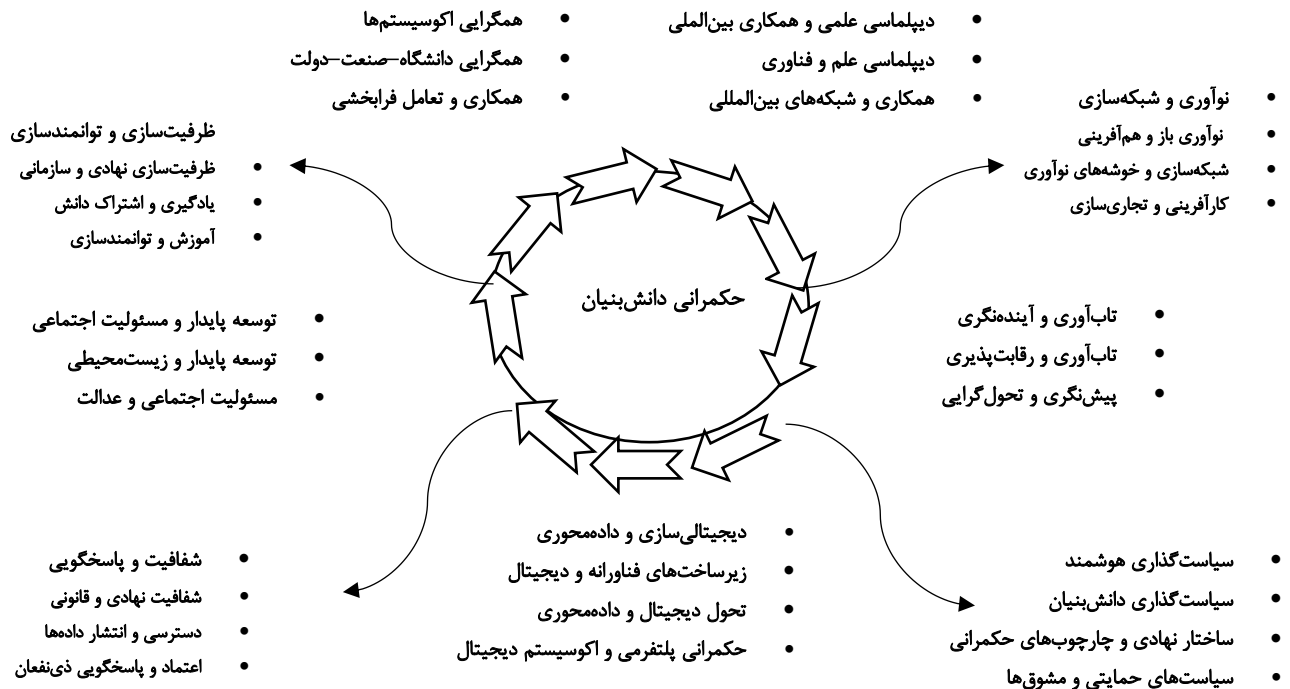 دیپلماسی علمی و همکاری بین‌الملی
دیپلماسی علم و فناوری
همکاری و شبکه‌های بین‌المللی
همگرایی اکوسیستم‌ها
همگرایی دانشگاه–صنعت–دولت
همکاری و تعامل فرابخشی
نوآوری و شبکه‌سازی
نوآوری باز و هم‌آفرینی
شبکه‌سازی و خوشه‌های نوآوری
کارآفرینی و تجاری‌سازی
ظرفیت‌سازی و توانمندسازی
ظرفیت‌سازی نهادی و سازمانی
یادگیری و اشتراک دانش
آموزش و توانمندسازی
حکمرانی دانش‌بنیان
تاب‌آوری و آینده‌نگری
تاب‌آوری و رقابت‌پذیری
پیش‌نگری و تحول‌گرایی
توسعه پایدار و مسئولیت اجتماعی
توسعه پایدار و زیست‌محیطی
مسئولیت اجتماعی و عدالت
سیاست‌گذاری هوشمند
سیاست‌گذاری دانش‌بنیان
ساختار نهادی و چارچوب‌های حکمرانی
سیاست‌های حمایتی و مشوق‌ها
دیجیتالی‌سازی و داده‌محوری
زیرساخت‌های فناورانه و دیجیتال
تحول دیجیتال و داده‌محوری
حکمرانی پلتفرمی و اکوسیستم دیجیتال
شفافیت و پاسخگویی
شفافیت نهادی و قانونی
دسترسی و انتشار داده‌ها
اعتماد و پاسخگویی ذی‌نفعان